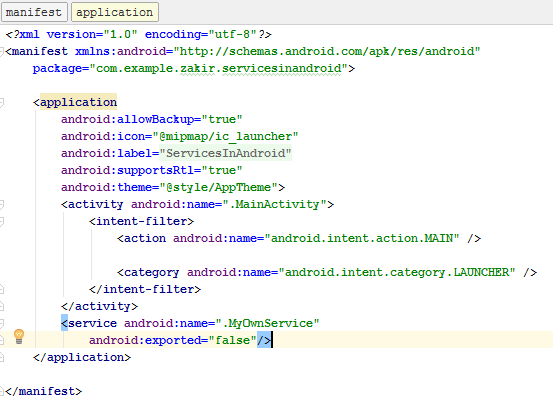 manifest application
<?xml version="1.0" encoding="utf-8"?>
<manifest xmlns:android="http://schemas.android.com/apk/res/android"
    package="com.example.zakir.servicesinandroid">

    <application
        android:allowBackup="true"
        android:icon="@mipmap/ic_launcher"
        android:label="ServicesInAndroid"
        android:supportsRtl="true"
        android:theme="@style/AppTheme">
        <activity android:name=".MainActivity">
            <intent-filter>
                <action android:name="android.intent.action.MAIN" />

                <category android:name="android.intent.category.LAUNCHER" />
            </intent-filter>
        </activity>
        <service android:name=".MyOwnService"
            android:exported="false"/>
    </application>

</manifest>